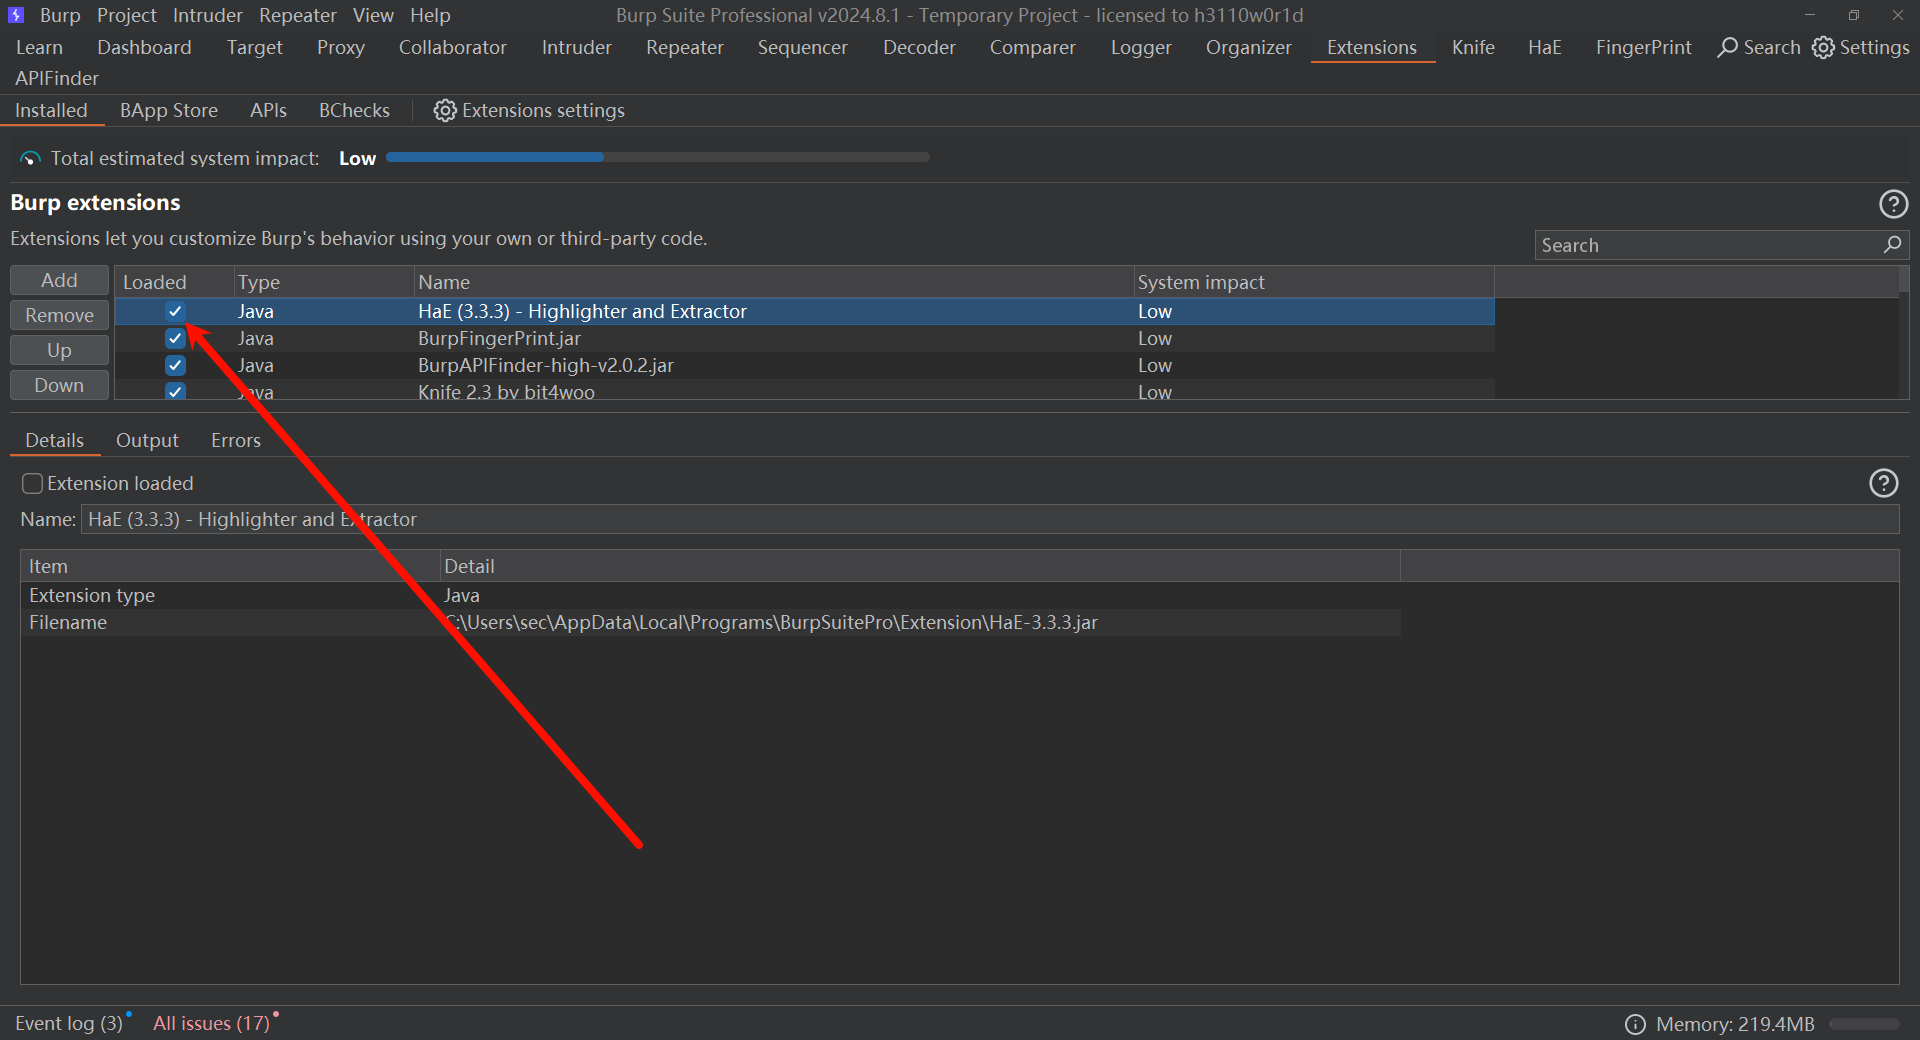 Burp Project Intruder Repeater View Help Burp Suite Professional v2024.8.1 - Temporary Project - licensed to h3110w0r1d
Learn Dashboard Target Proxy Collaborator Intruder Repeater Sequencer Decoder Comparer Logger Organizer Extensions Knife HaE FingerPrint Search Settings
APIFinder
Installed BApp Store APIs BChecks Extensions settings
Total estimated system impact: Low
Burp extensions
Extensions let you customize Burp's behavior using your own or third-party code.
Search
Add
Remove
Up
Down
Loaded Type Name System impact
Java HaE (3.3.3) - Highlighter and Extractor Low
Java BurpFingerPrint.jar Low
Java BurpAPIFinder-high-v2.0.2.jar Low
Java Knife 2.3 by bit4woo Low
Details Output Errors
Extension loaded
Name: HaE (3.3.3) - Highlighter and Extractor
Item Detail
Extension type Java
Filename C:\Users\sec\AppData\Local\Programs\BurpSuitePro\Extension\HaE-3.3.3.jar
Event log (3) All issues (17) Memory: 219.4MB